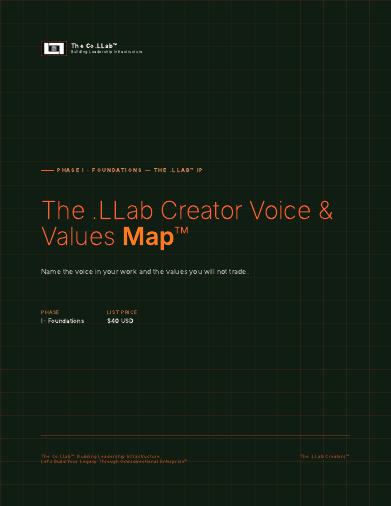 The Co.LLab™
Building Leadership Infrastructure
PHASE I · FOUNDATIONS — THE .LLAB™ IP
The .LLab Creator Voice &
Values Map™
Name the voice in your work and the values you will not trade.
PHASE
LIST PRICE
I · Foundations
$40 USD
The Co.LLab™: Building Leadership Infrastructure
The .LLab Creators™
Let's Build Your Legacy Through Omnidirectional Enterprise®